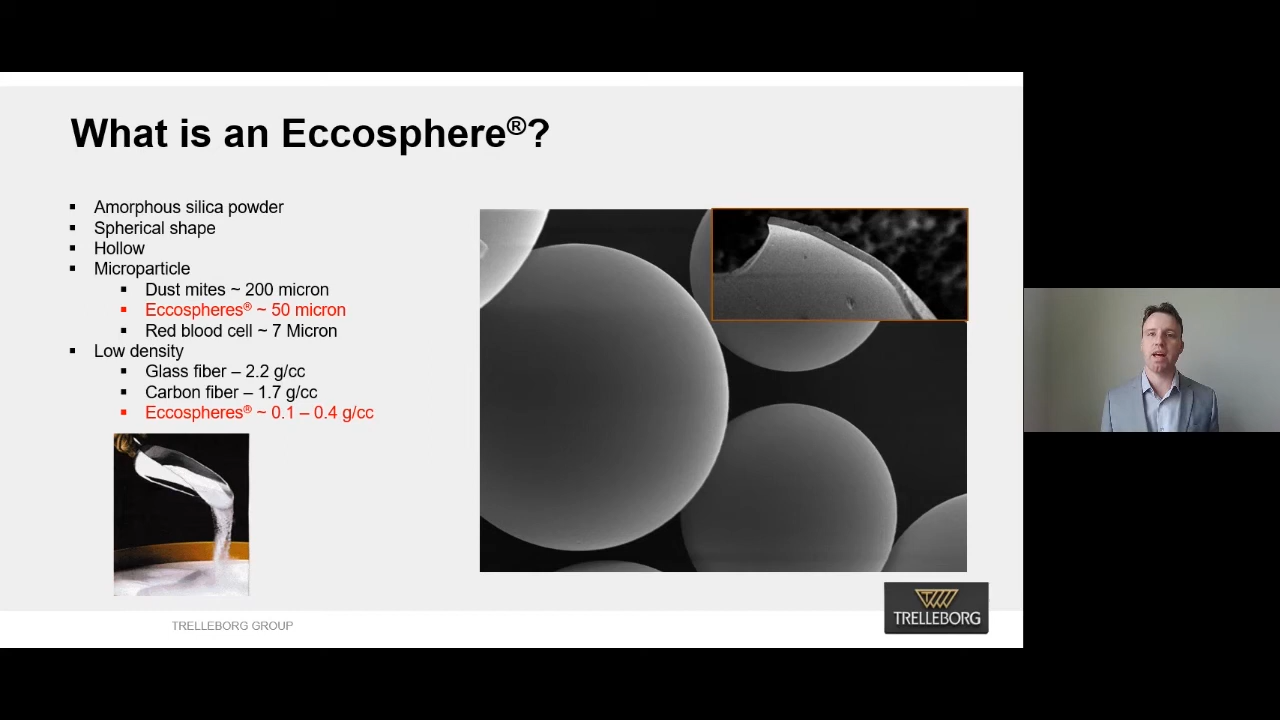 What is an Eccosphere®?
▪ Amorphous silica powder
▪ Spherical shape
▪ Hollow
▪ Microparticle
▪ Dust mites ~ 200 micron
▪ Eccospheres® ~ 50 micron
▪ Red blood cell ~ 7 Micron
▪ Low density
▪ Glass fiber – 2.2 g/cc
▪ Carbon fiber – 1.7 g/cc
▪ Eccospheres® ~ 0.1 – 0.4 g/cc
TRELLEBORG
TRELLEBORG GROUP